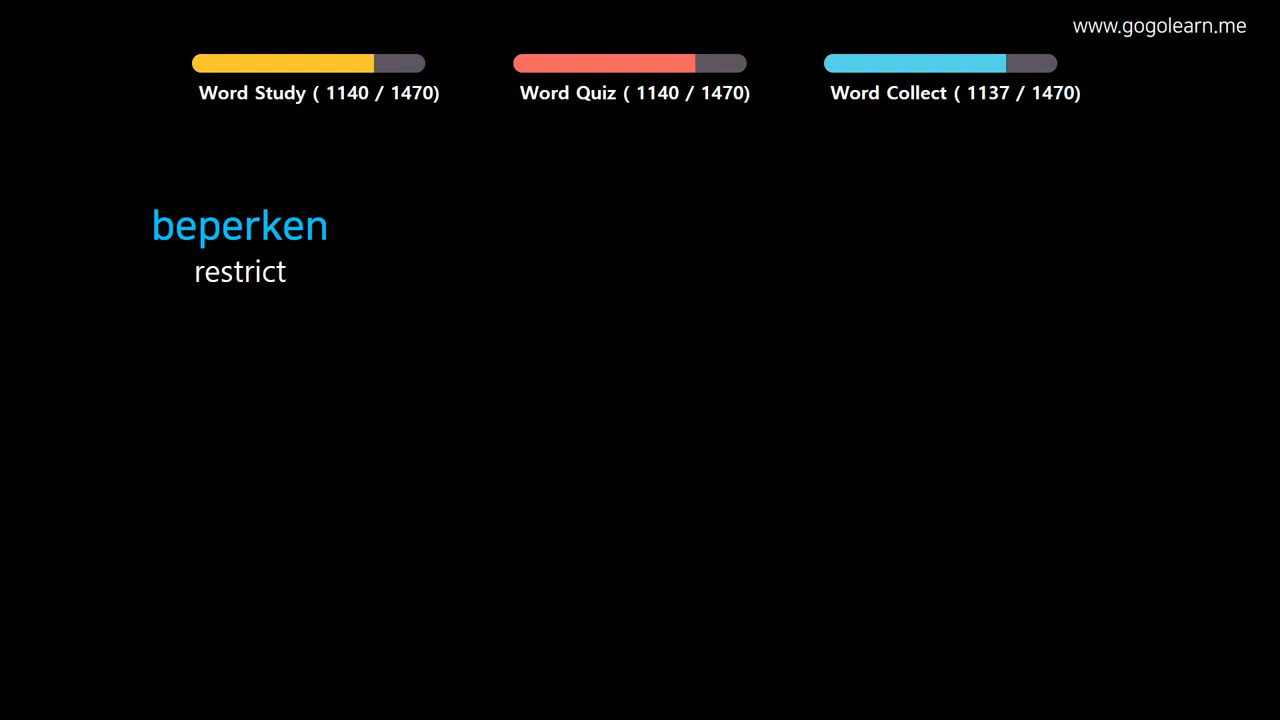 www.gogolearn.me
Word Study ( 1140 / 1470)
Word Quiz ( 1140 / 1470)
Word Collect ( 1137 / 1470)
beperken
restrict